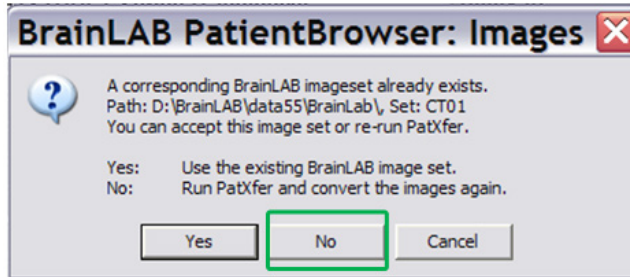 BrainLAB PatientBrowser: Images
A corresponding BrainLAB imageset already exists.
Path: D:\BrainLAB\data55\BrainLab\, Set: CT01
You can accept this image set or re-run PatXfer.
Yes: Use the existing BrainLAB image set.
No: Run PatXfer and convert the images again.
Yes No Cancel